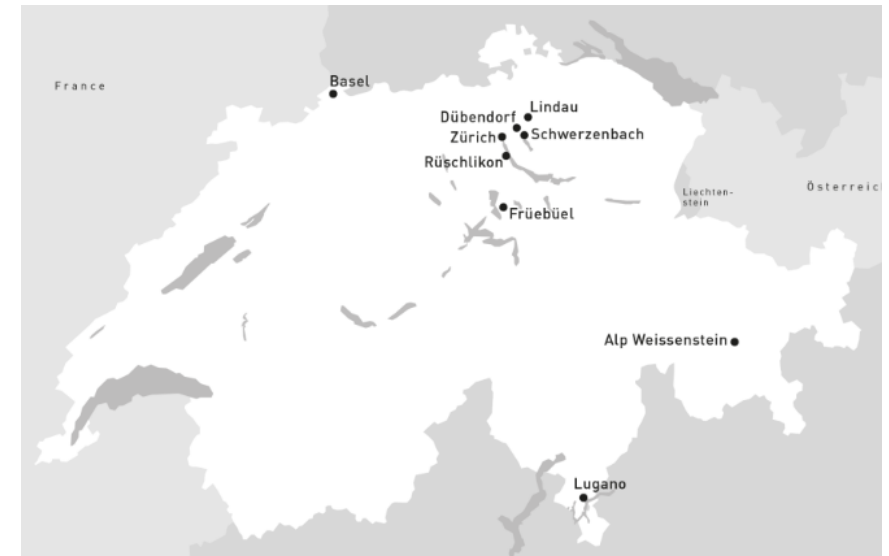 Basel
France
Lindau
Dübendorf
Schwerzenbach
Zürich
Rüschlikon
Liechten-
stein
Österreich
Früebüel
Alp Weissenstein
Lugano